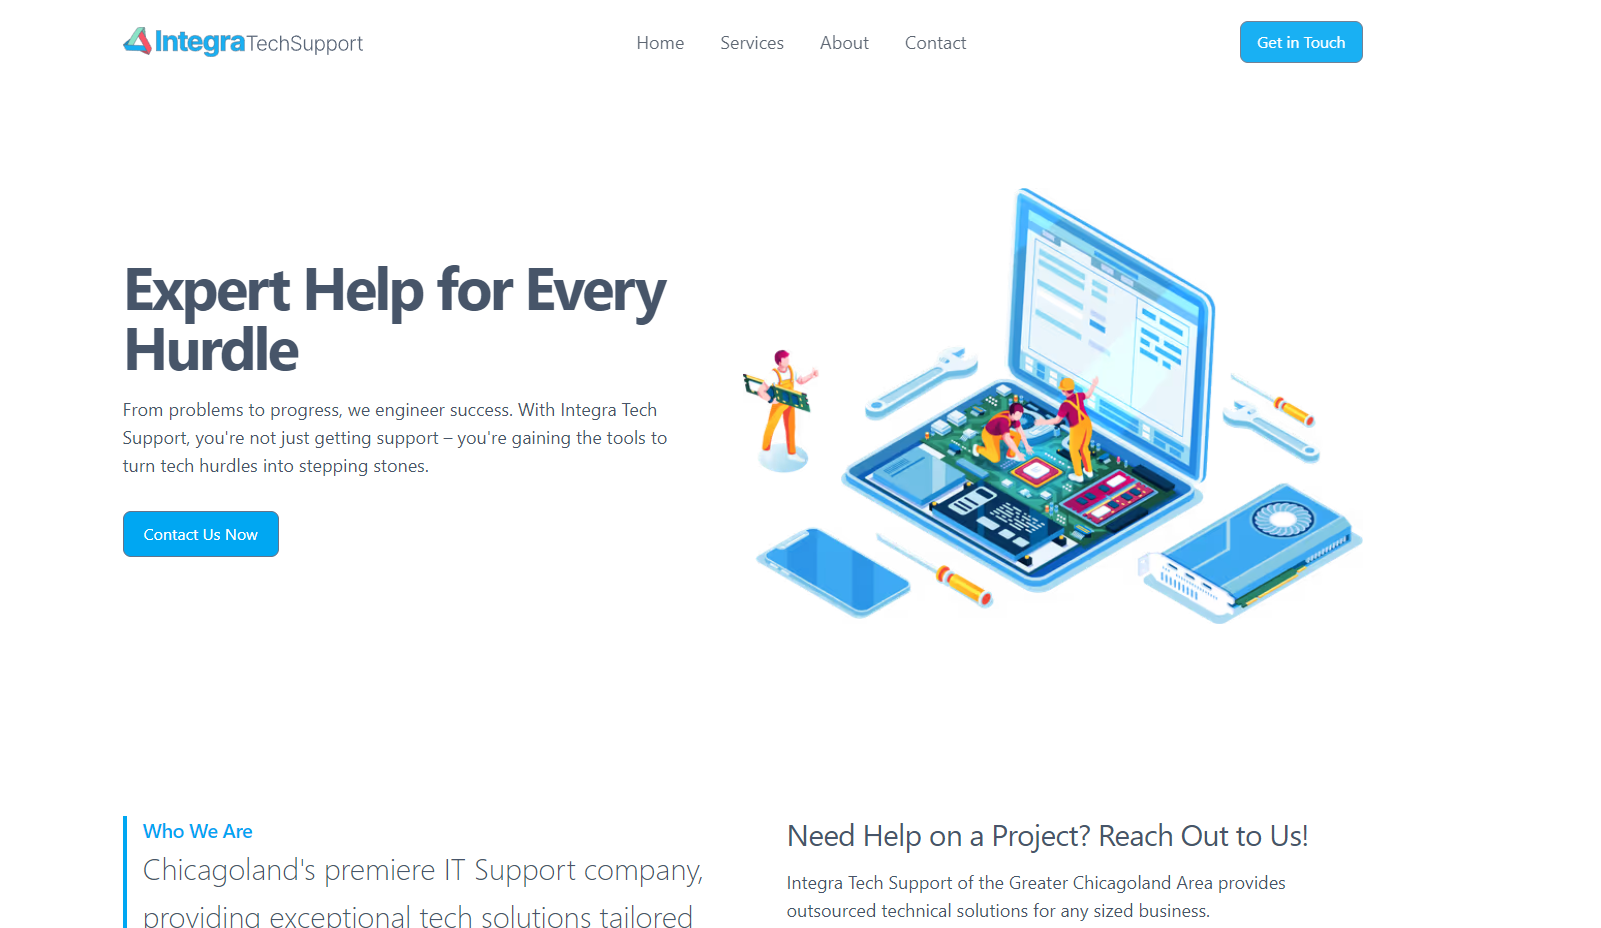 IntegraTechSupport
Home
Services
About
Contact
Get in Touch
Expert Help for Every
Hurdle
From problems to progress, we engineer success. With Integra Tech
Support, you're not just getting support – you're gaining the tools to
turn tech hurdles into stepping stones.
Contact Us Now
Who We Are
Chicagoland's premiere IT Support company,
providing exceptional tech solutions tailored
Need Help on a Project? Reach Out to Us!
Integra Tech Support of the Greater Chicagoland Area provides
outsourced technical solutions for any sized business.